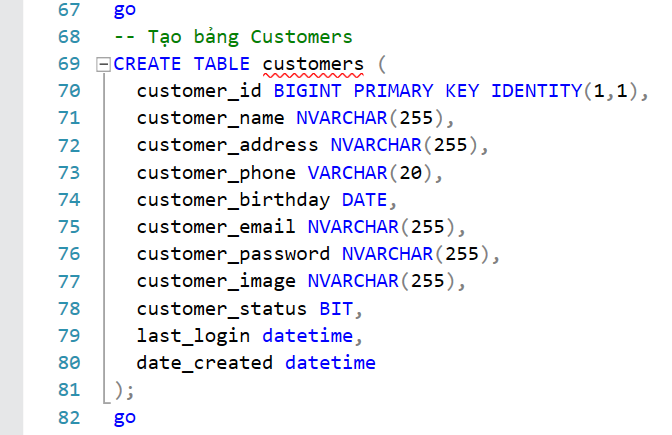 67 go
68 -- Tạo bảng Customers
69 CREATE TABLE customers (
70 customer_id BIGINT PRIMARY KEY IDENTITY(1,1),
71 customer_name NVARCHAR(255),
72 customer_address NVARCHAR(255),
73 customer_phone VARCHAR(20),
74 customer_birthday DATE,
75 customer_email NVARCHAR(255),
76 customer_password NVARCHAR(255),
77 customer_image NVARCHAR(255),
78 customer_status BIT,
79 last_login datetime,
80 date_created datetime
81 );
82 go